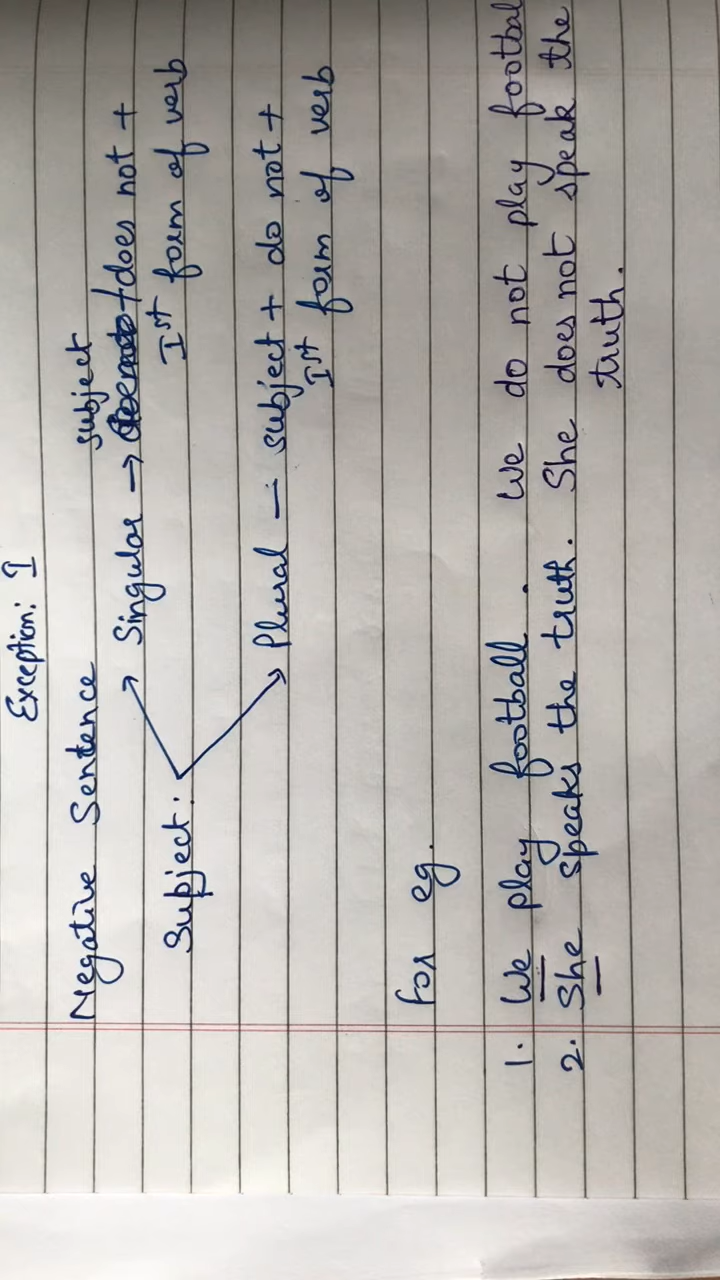 Exception: I
Negative Sentence
subject
Singular → + does not +
Ist form of verb
Subject:
Plural — subject + do not +
Ist form of verb
for eg.
1. We play football. We do not play footbal
2. She speaks the truth. She does not speak the
truth.